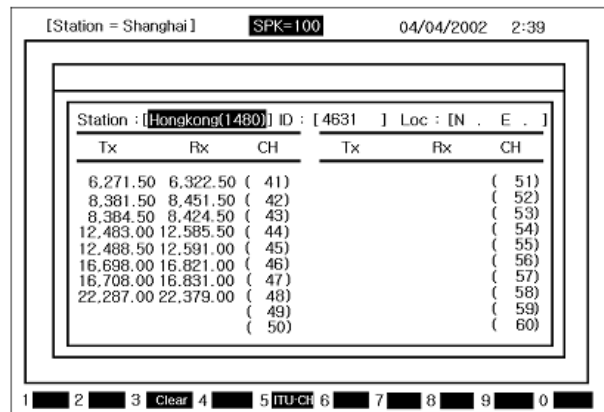 [Station = Shanghai] SPK=100 04/04/2002 2:39
Station :[Hongkong(1480)] ID : [ 4631 ] Loc : [N . E . ]
Tx Rx CH Tx Rx CH
6,271.50 6,322.50 ( 41) ( 51)
8,381.50 8,451.50 ( 42) ( 52)
8,384.50 8,424.50 ( 43) ( 53)
12,483.00 12,585.50 ( 44) ( 54)
12,488.50 12,591.00 ( 45) ( 55)
16,698.00 16.821.00 ( 46) ( 56)
16,708.00 16.831.00 ( 47) ( 57)
22,287.00 22,379.00 ( 48) ( 58)
( 49) ( 59)
( 50) ( 60)
1 2 3 Clear 4 5 ITU-CH 6 7 8 9 0